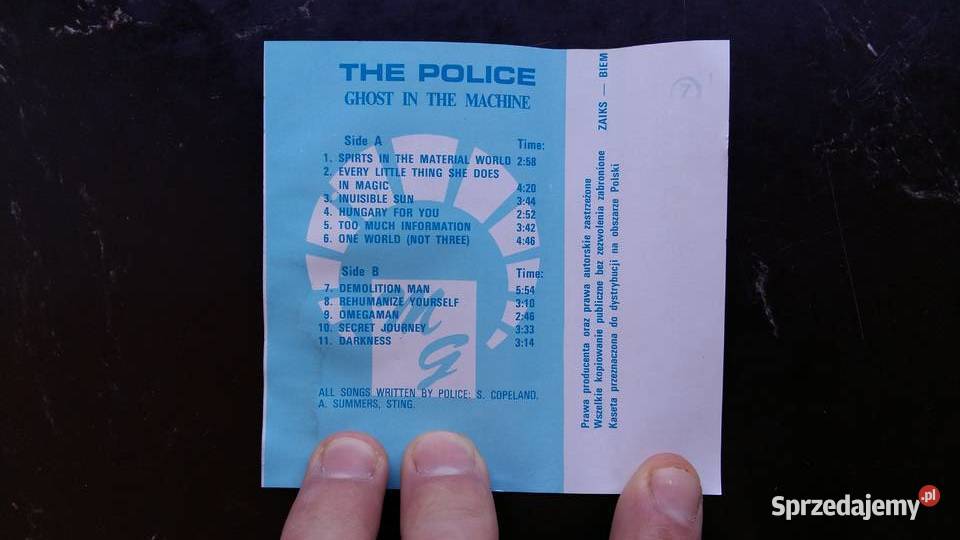 THE POLICE
GHOST IN THE MACHINE
Side A Time:
1. SPIRTS IN THE MATERIAL WORLD 2:58
2. EVERY LITTLE THING SHE DOES
IN MAGIC 4:20
3. INUISIBLE SUN 3:44
4. HUNGARY FOR YOU 2:52
5. TOO MUCH INFORMATION 3:42
6. ONE WORLD (NOT THREE) 4:46
Side B Time:
7. DEMOLITION MAN 5:54
8. REHUMANIZE YOURSELF 3:10
9. OMEGAMAN 2:46
10. SECRET JOURNEY 3:33
11. DARKNESS 3:14
MG
ALL SONGS WRITTEN BY POLICE: S. COPELAND,
A. SUMMERS, STING.
Prawa producenta oraz prawa autorskie zastrzeżone
Wszelkie kopiowanie publiczne bez zezwolenia zabronione ZAIKS — BIEM
Kaseta przeznaczona do dystrybucji na obszarze Polski
7
Sprzedajemy.pl